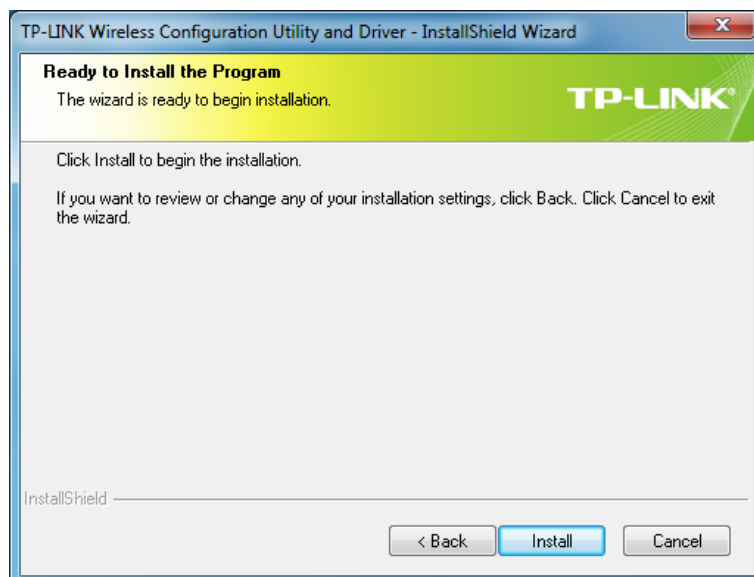 TP-LINK Wireless Configuration Utility and Driver - InstallShield Wizard
Ready to Install the Program
The wizard is ready to begin installation.
TP-LINK®
Click Install to begin the installation.
If you want to review or change any of your installation settings, click Back. Click Cancel to exit
the wizard.
InstallShield
< Back
Install
Cancel